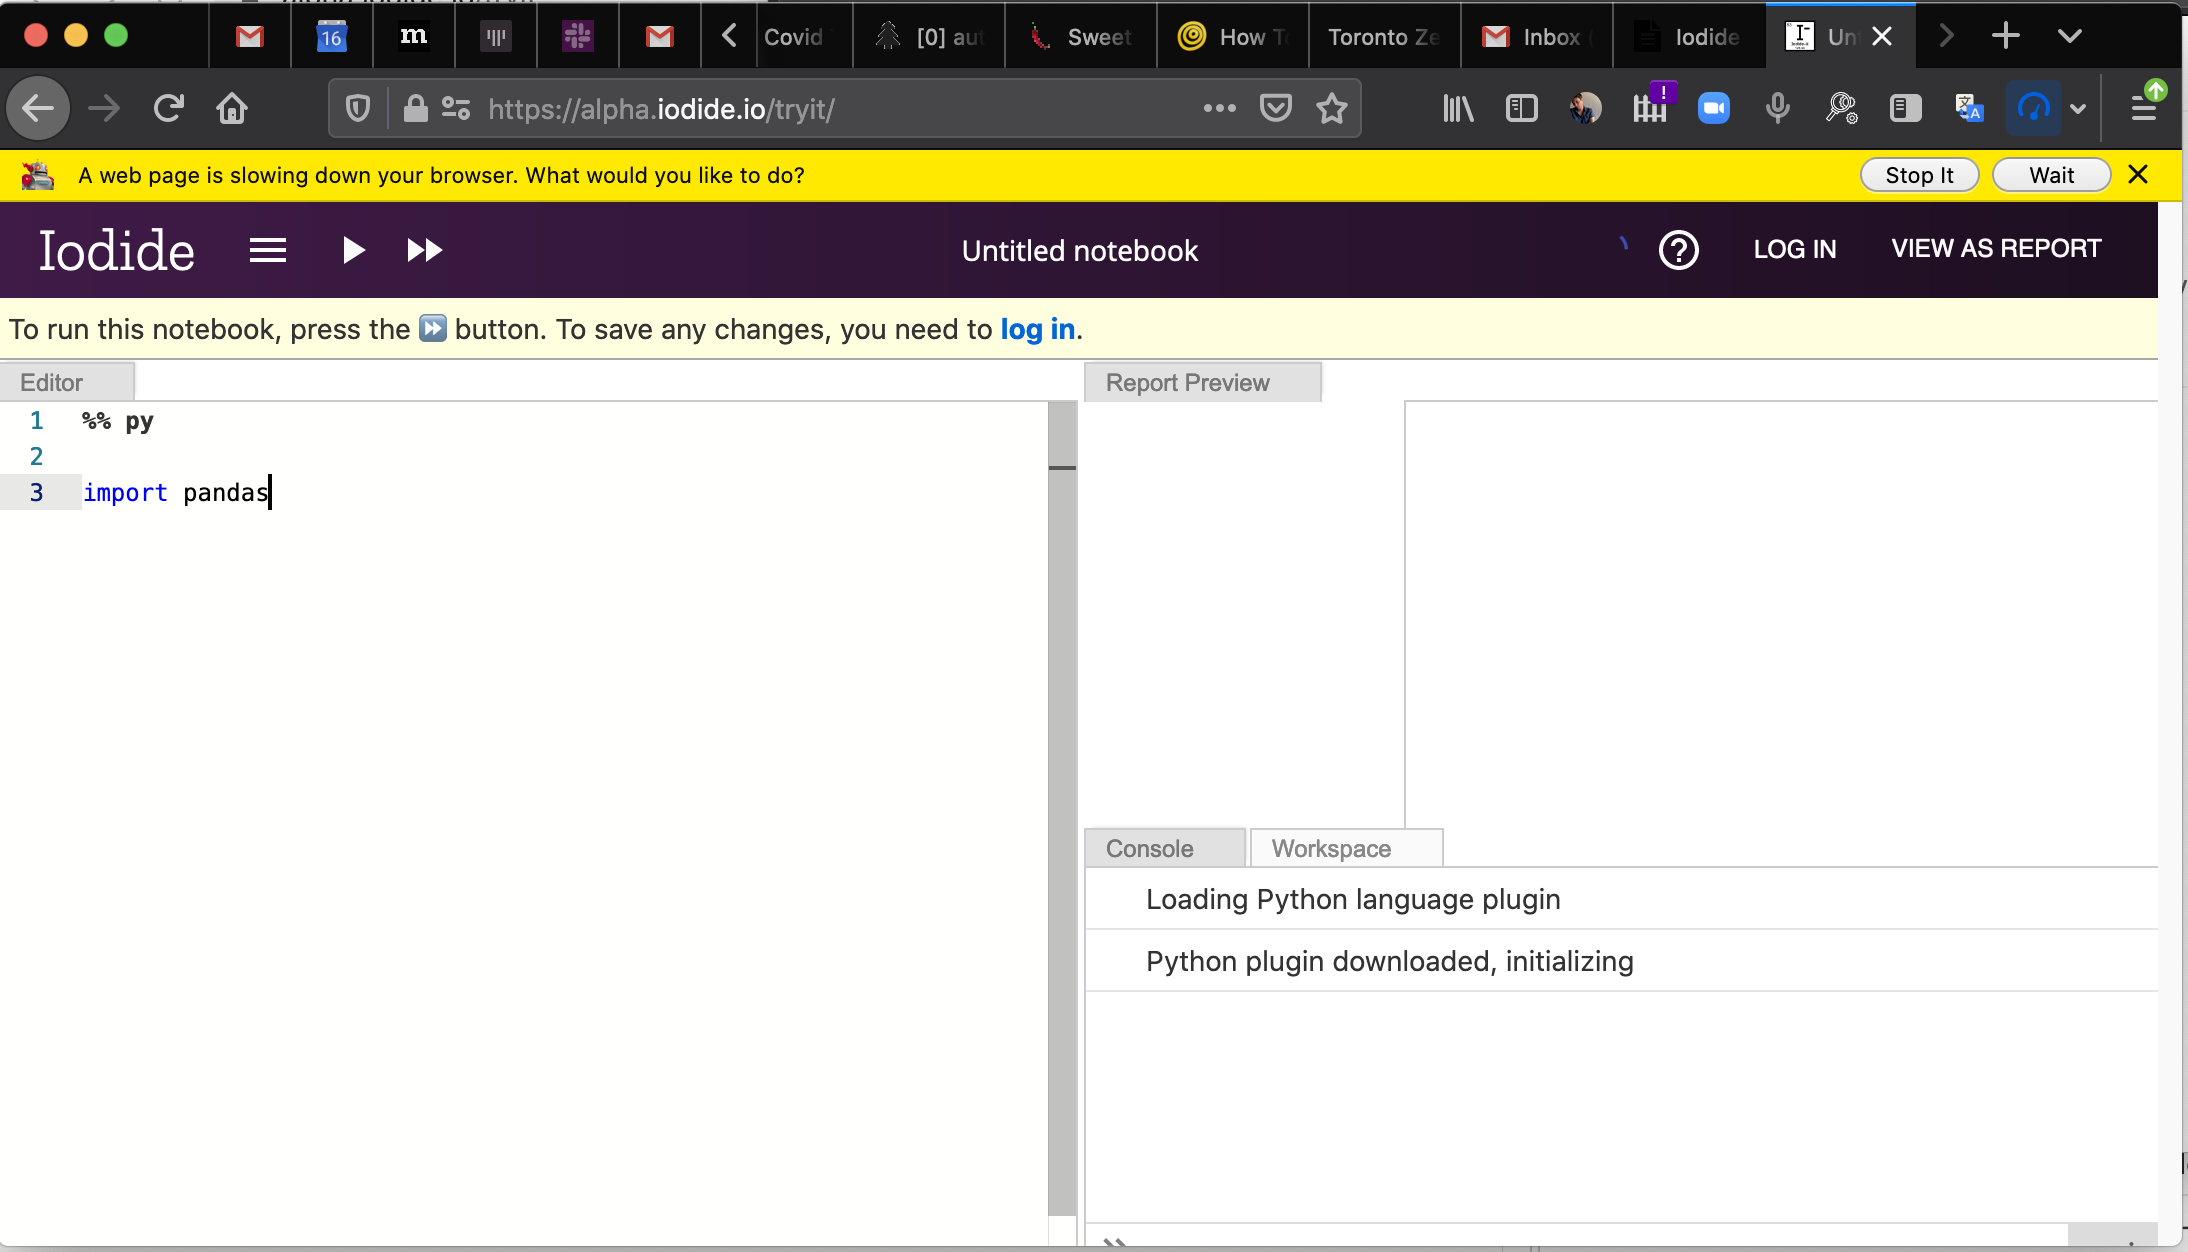 16 m Covid [0] aut Sweet How To Toronto Ze Inbox Iodide Un
https://alpha.iodide.io/tryit/
A web page is slowing down your browser. What would you like to do? Stop It Wait
Iodide Untitled notebook LOG IN VIEW AS REPORT
To run this notebook, press the ⏩ button. To save any changes, you need to log in.
Editor Report Preview
1 %% py
2
3 import pandas
Console Workspace
Loading Python language plugin
Python plugin downloaded, initializing